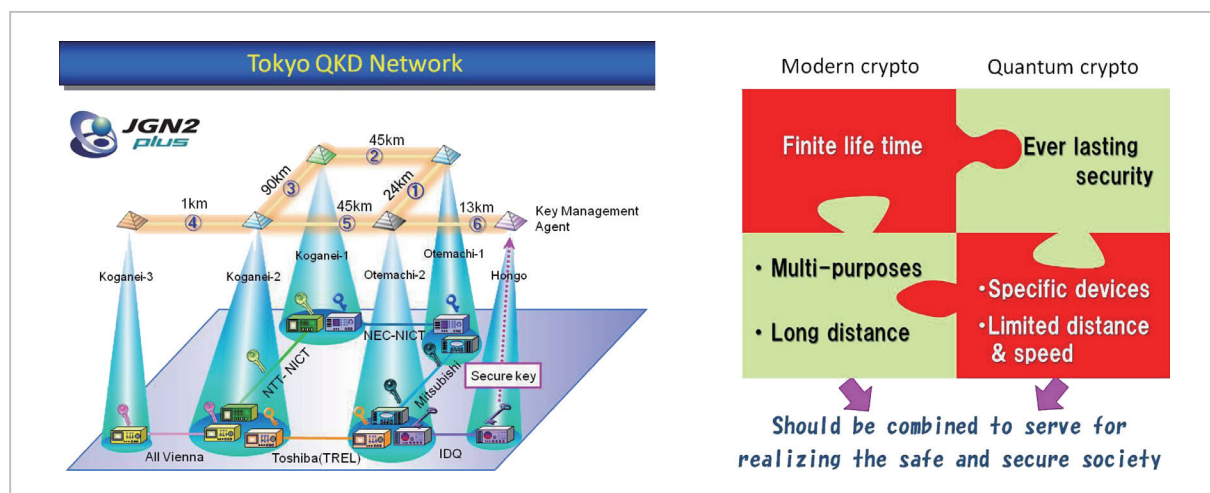 Tokyo QKD Network
JGN2
plus
45km
②
90km
③
24km
①
1km
④
45km
⑤
13km
⑥
Key Management
Agent
Koganei-1
Otemachi-1
Koganei-3
Koganei-2
Otemachi-2
Hongo
NEC-NICT
NTT- NICT
Mitsubishi
Secure key
All Vienna
Toshiba(TREL)
IDQ
Modern crypto
Quantum crypto
Finite life time
Ever lasting
security
・Multi-purposes
・Long distance
・Specific devices
・Limited distance
& speed
Should be combined to serve for
realizing the safe and secure society